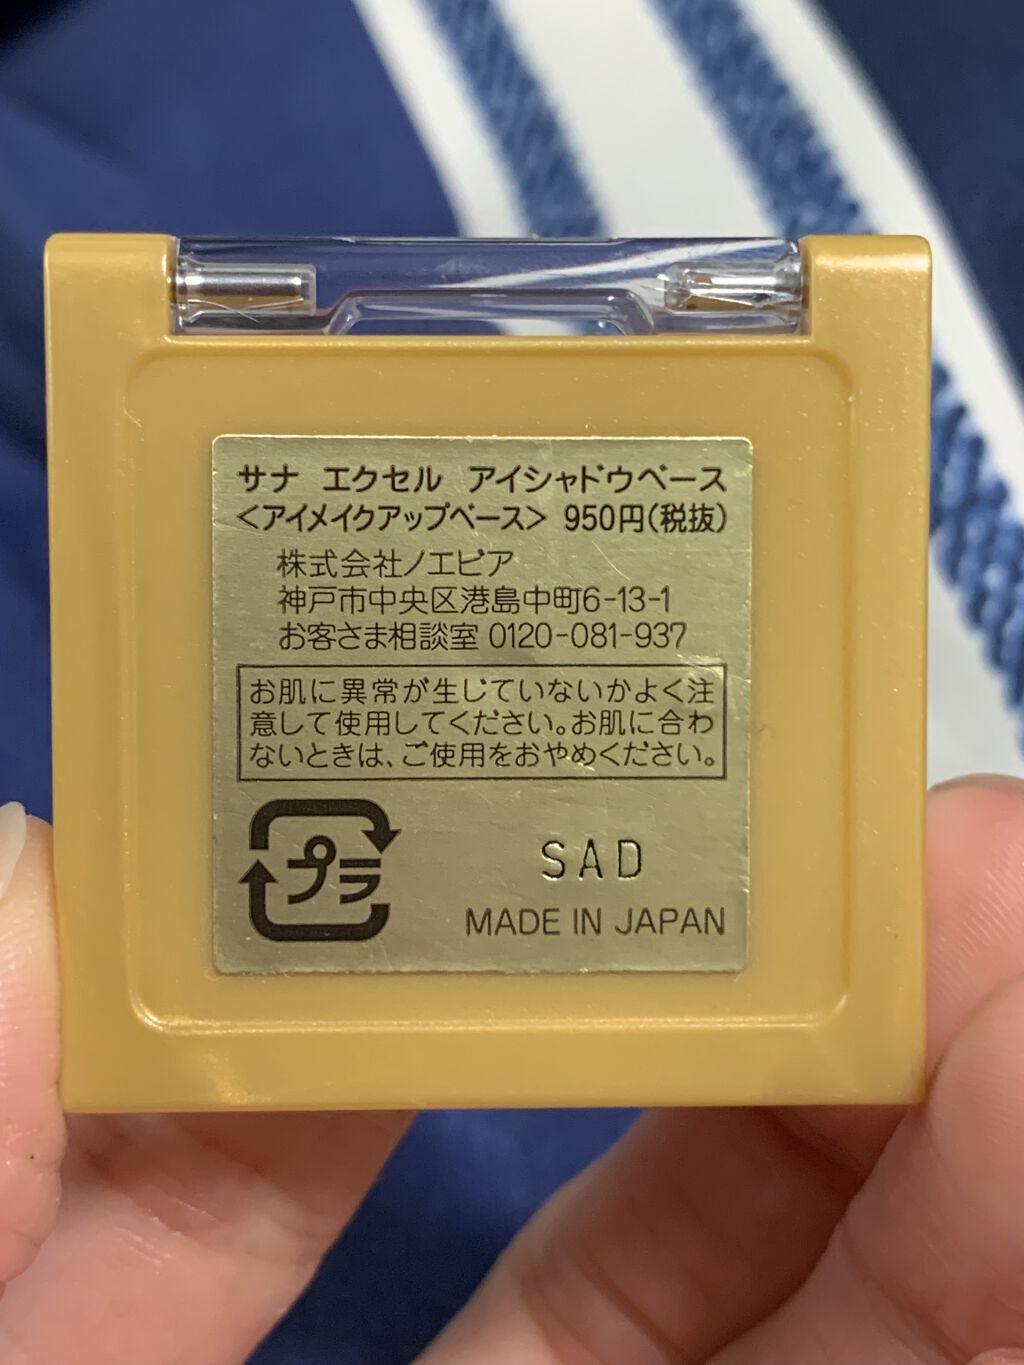 サナ エクセル アイシャドウベース
<アイメイクアップベース> 950円(税抜)
株式会社ノエビア
神戸市中央区港島中町6-13-1
お客さま相談室 0120-081-937
お肌に異常が生じていないかよく注
意して使用してください。お肌に合わ
ないときは、ご使用をおやめください。
プラ
SAD
MADE IN JAPAN